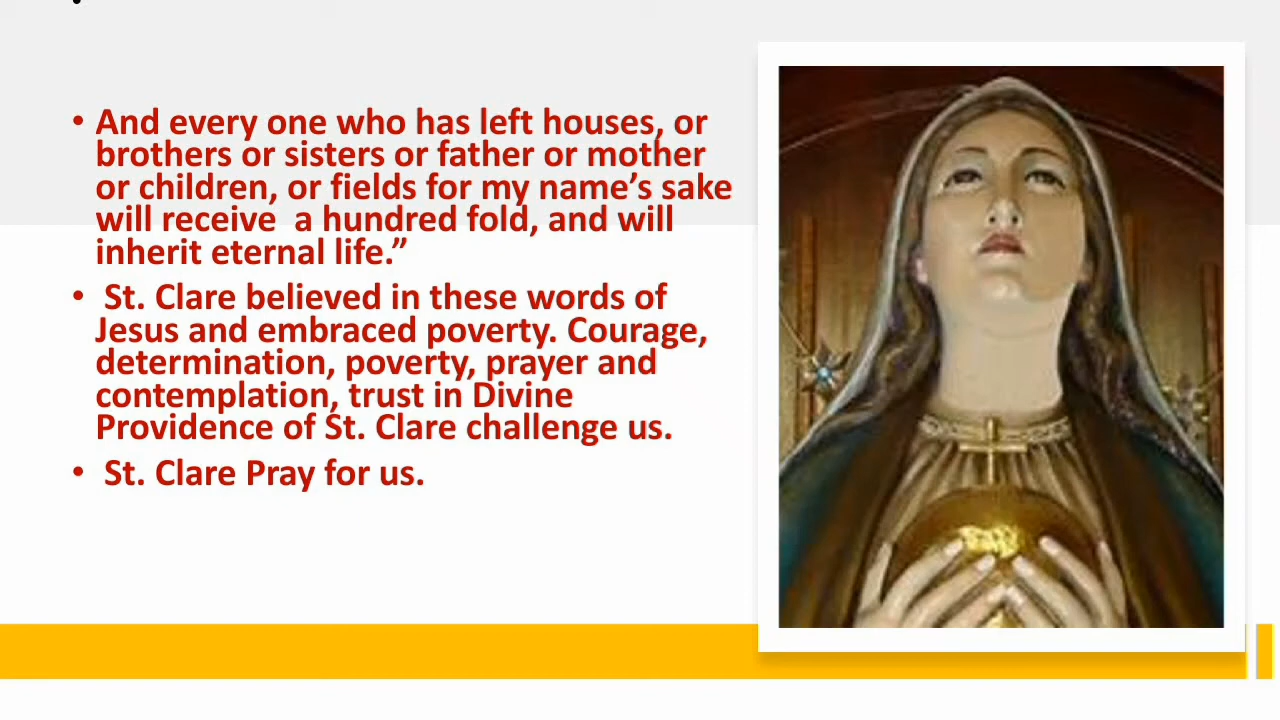 • And every one who has left houses, or
brothers or sisters or father or mother
or children, or fields for my name’s sake
will receive  a hundred fold, and will
inherit eternal life.”
•  St. Clare believed in these words of
Jesus and embraced poverty. Courage,
determination, poverty, prayer and
contemplation, trust in Divine
Providence of St. Clare challenge us.
•  St. Clare Pray for us.